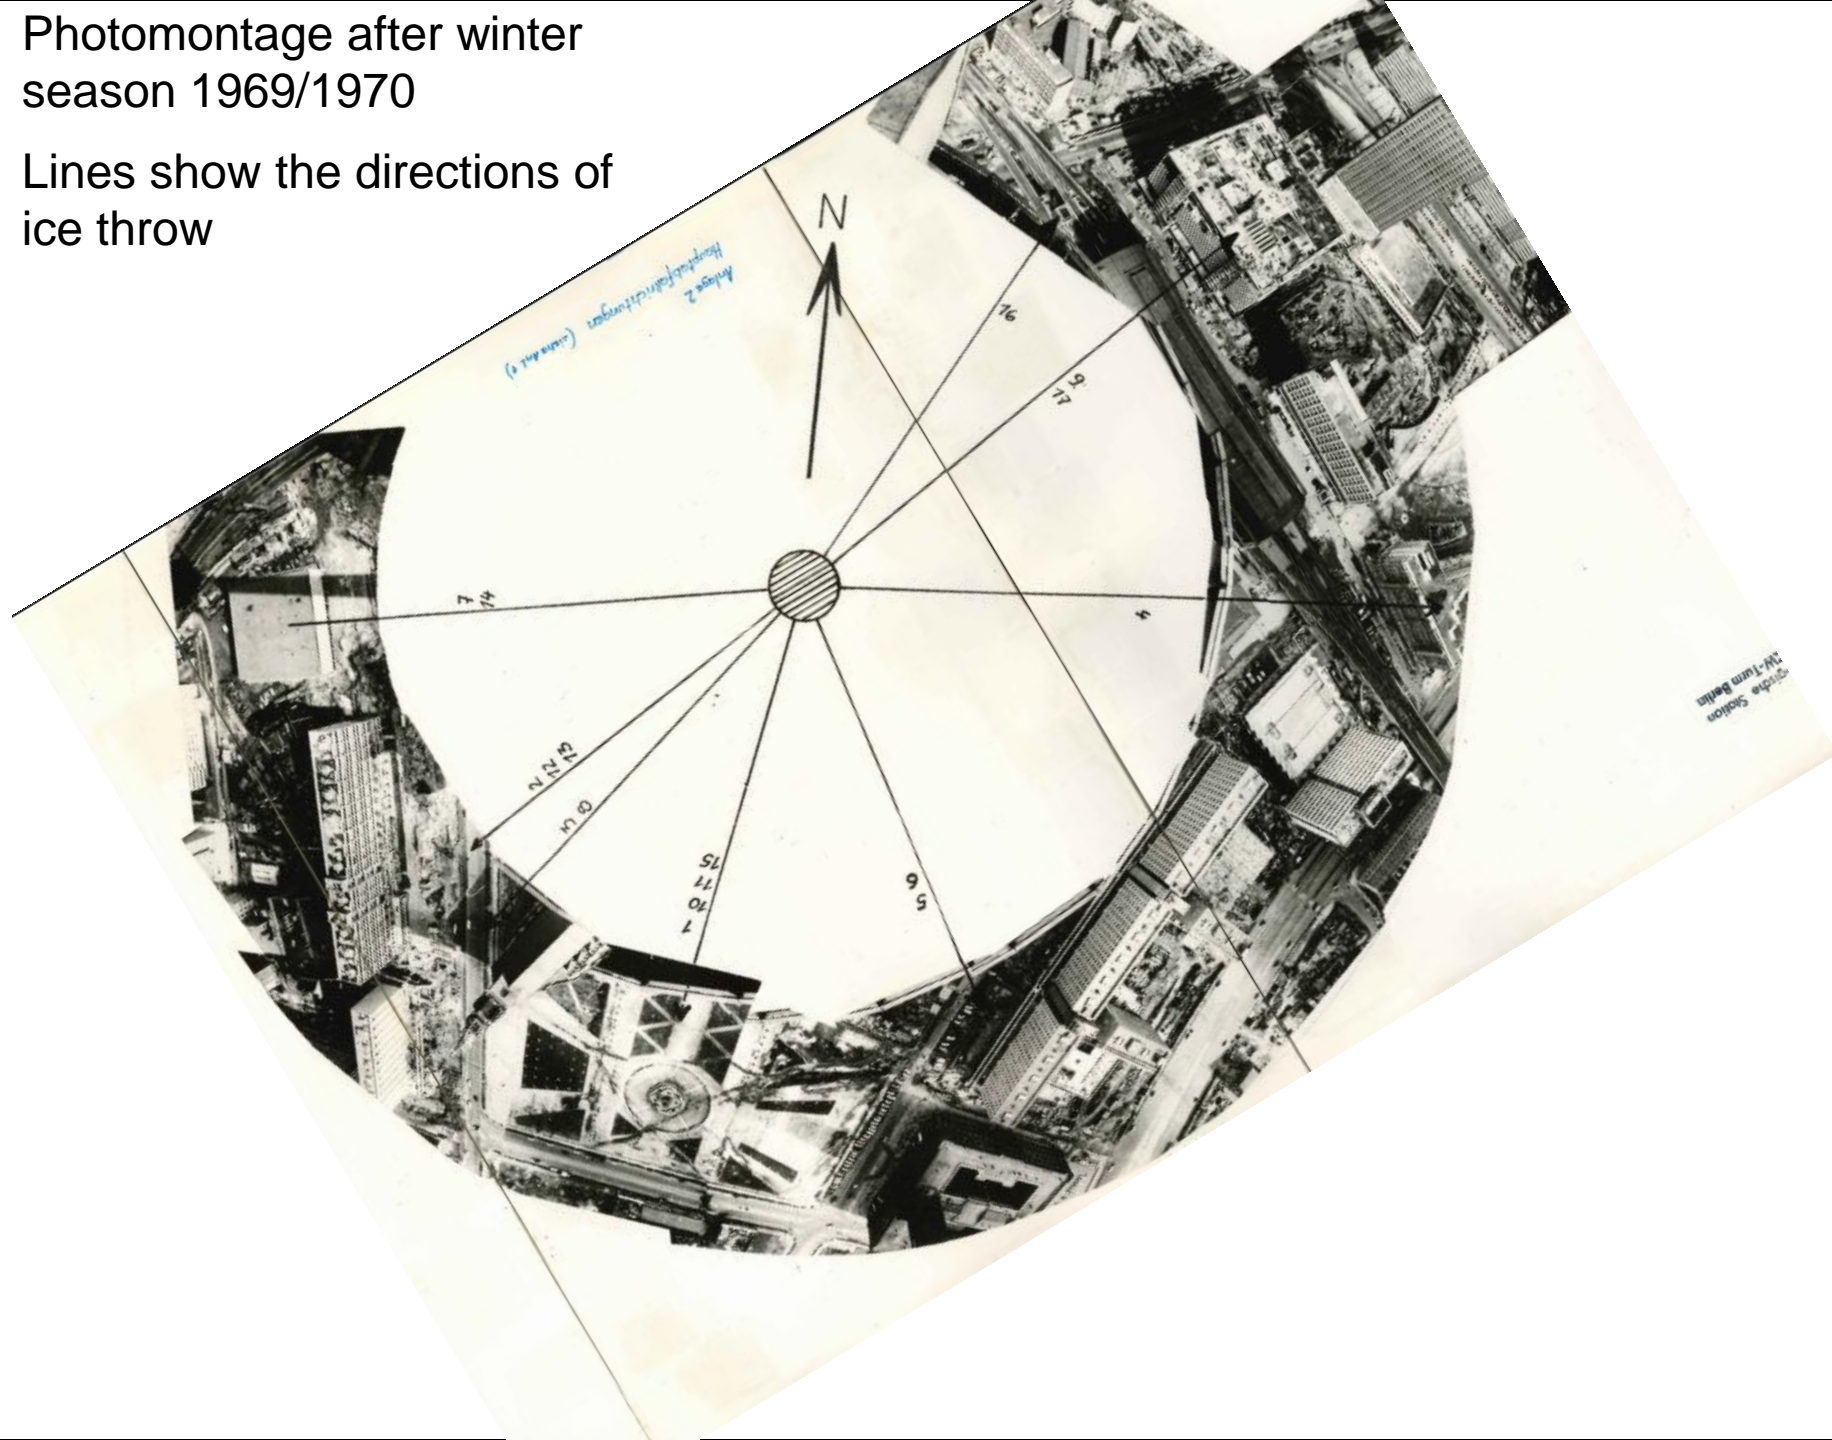 Photomontage after winter
season 1969/1970
Lines show the directions of
ice throw
N
Anlage 2
Hauptabfallrichtungen
16
9
17
7
14
4
2
12
13
3 8
15
11
10
1
6
5
Station
Turm Berlin